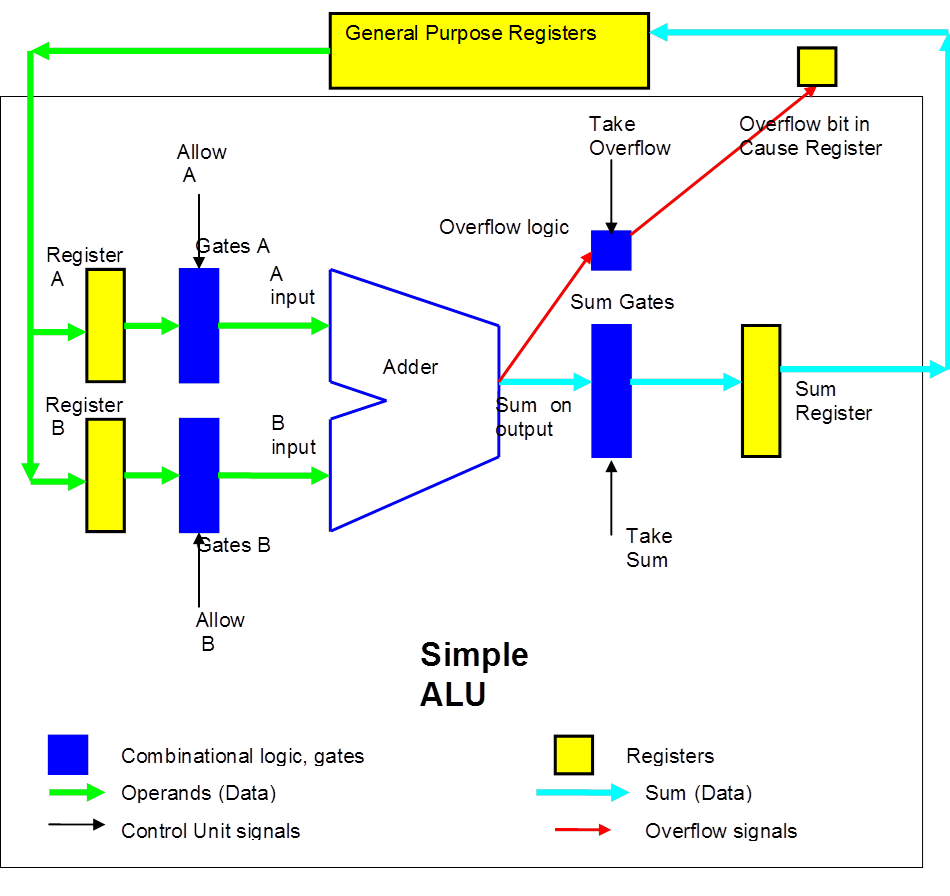 General Purpose Registers
Take
Overflow
Overflow bit in
Cause Register
Allow
A
Overflow logic
Gates A
Register
A
A
input
Sum Gates
Adder
Register
B
Sum on
output
Sum
Register
B
input
Gates B
Take
Sum
Allow
B
Simple
ALU
Combinational logic, gates
Registers
Operands (Data)
Sum (Data)
Control Unit signals
Overflow signals